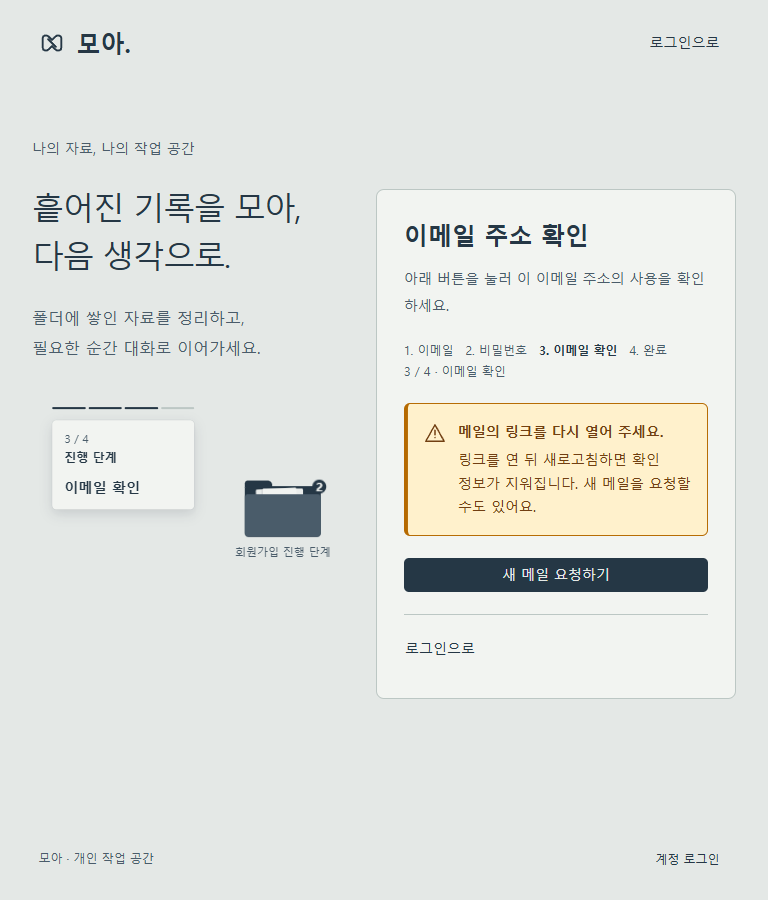 모아.
로그인으로
나의 자료, 나의 작업 공간
흩어진 기록을 모아,
다음 생각으로.
폴더에 쌓인 자료를 정리하고,
필요한 순간 대화로 이어가세요.
3 / 4
진행 단계
이메일 확인
2
회원가입 진행 단계
이메일 주소 확인
아래 버튼을 눌러 이 이메일 주소의 사용을 확인
하세요.
1. 이메일 2. 비밀번호 3. 이메일 확인 4. 완료
3 / 4 · 이메일 확인
메일의 링크를 다시 열어 주세요.
링크를 연 뒤 새로고침하면 확인
정보가 지워집니다. 새 메일을 요청할
수도 있어요.
새 메일 요청하기
로그인으로
모아 · 개인 작업 공간
계정 로그인